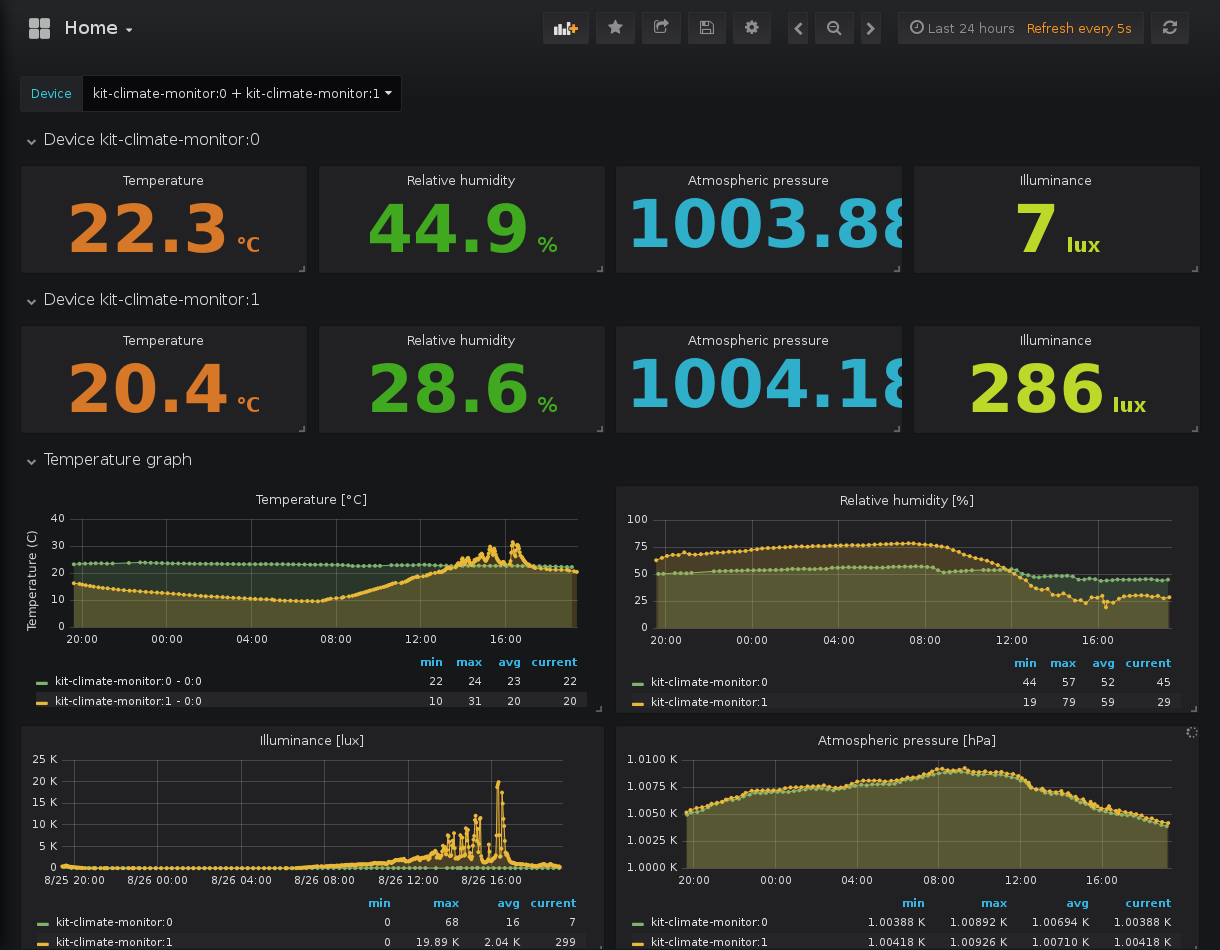 Home
Last 24 hours Refresh every 5s
Device kit-climate-monitor:0 + kit-climate-monitor:1
Device kit-climate-monitor:0
Temperature
22.3 °C
Relative humidity
44.9 %
Atmospheric pressure
1003.88
Illuminance
7 lux
Device kit-climate-monitor:1
Temperature
20.4 °C
Relative humidity
28.6 %
Atmospheric pressure
1004.18
Illuminance
286 lux
Temperature graph
Temperature [°C]
Temperature (C)
40
30
20
10
0
20:00 00:00 04:00 08:00 12:00 16:00
min max avg current
kit-climate-monitor:0 - 0:0 22 24 23 22
kit-climate-monitor:1 - 0:0 10 31 20 20
Relative humidity [%]
100
75
50
25
0
20:00 00:00 04:00 08:00 12:00 16:00
min max avg current
kit-climate-monitor:0 44 57 52 45
kit-climate-monitor:1 19 79 59 29
Illuminance [lux]
25 K
20 K
15 K
10 K
5 K
0
8/25 20:00 8/26 00:00 8/26 04:00 8/26 08:00 8/26 12:00 8/26 16:00
min max avg current
kit-climate-monitor:0 0 68 16 7
kit-climate-monitor:1 0 19.89 K 2.04 K 299
Atmospheric pressure [hPa]
1.0100 K
1.0075 K
1.0050 K
1.0025 K
1.0000 K
20:00 00:00 04:00 08:00 12:00 16:00
min max avg current
kit-climate-monitor:0 1.00388 K 1.00892 K 1.00694 K 1.00388 K
kit-climate-monitor:1 1.00418 K 1.00926 K 1.00710 K 1.00418 K